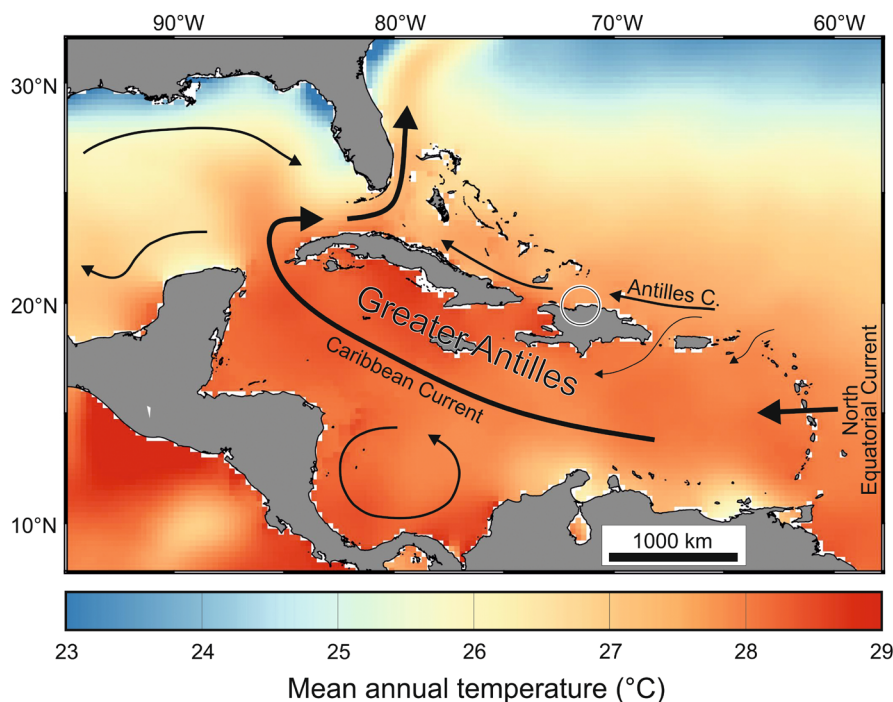 90°W
80°W
70°W
60°W
30°N
20°N
10°N
Antilles C.
Greater Antilles
Caribbean Current
North
Equatorial Current
1000 km
23
24
25
26
27
28
29
Mean annual temperature (°C)